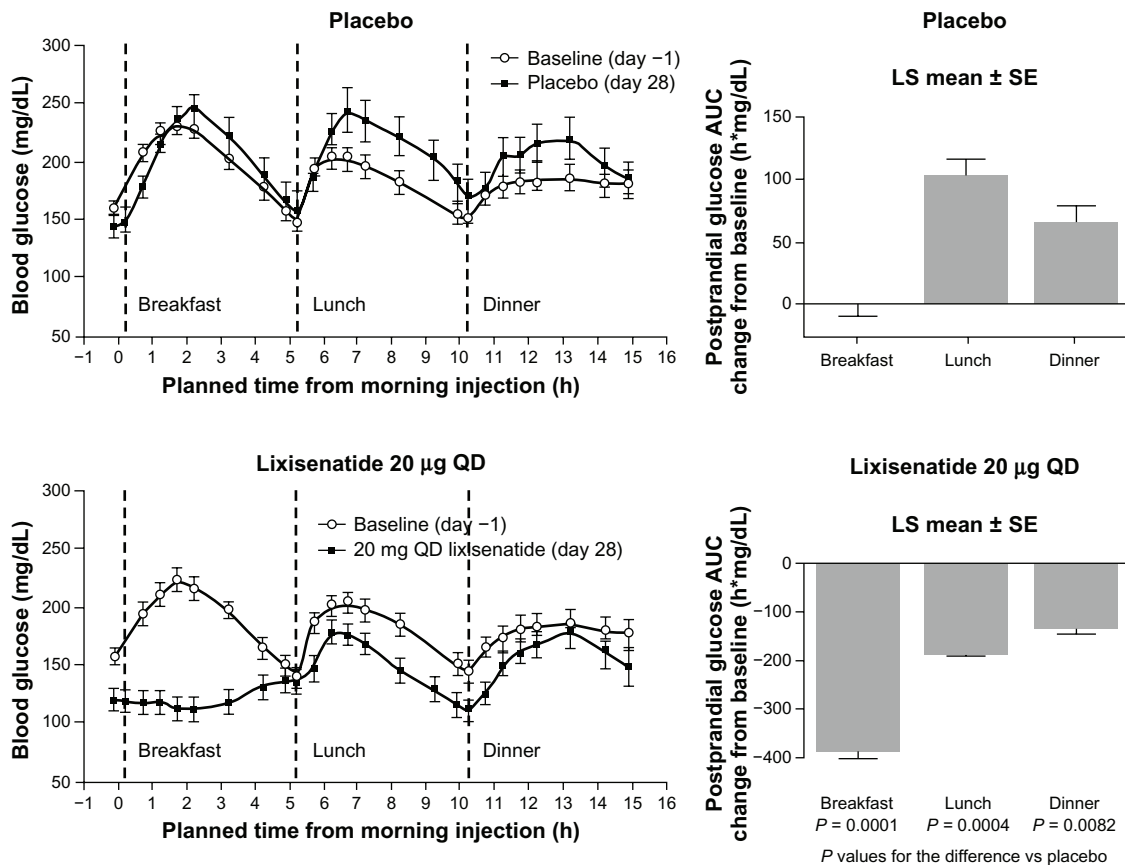 Placebo
Blood glucose (mg/dL)
300
250
200
150
100
50
Baseline (day −1)
Placebo (day 28)
Breakfast
Lunch
Dinner
−1 0 1 2 3 4 5 6 7 8 9 10 11 12 13 14 15 16
Planned time from morning injection (h)
Placebo
LS mean ± SE
Postprandial glucose AUC
change from baseline (h*mg/dL)
150
100
50
0
Breakfast Lunch Dinner
Lixisenatide 20 μg QD
Blood glucose (mg/dL)
300
250
200
150
100
50
Baseline (day −1)
20 mg QD lixisenatide (day 28)
Breakfast
Lunch
Dinner
−1 0 1 2 3 4 5 6 7 8 9 10 11 12 13 14 15 16
Planned time from morning injection (h)
Lixisenatide 20 μg QD
LS mean ± SE
Postprandial glucose AUC
change from baseline (h*mg/dL)
0
−100
−200
−300
−400
Breakfast Lunch Dinner
P = 0.0001 P = 0.0004 P = 0.0082
P values for the difference vs placebo